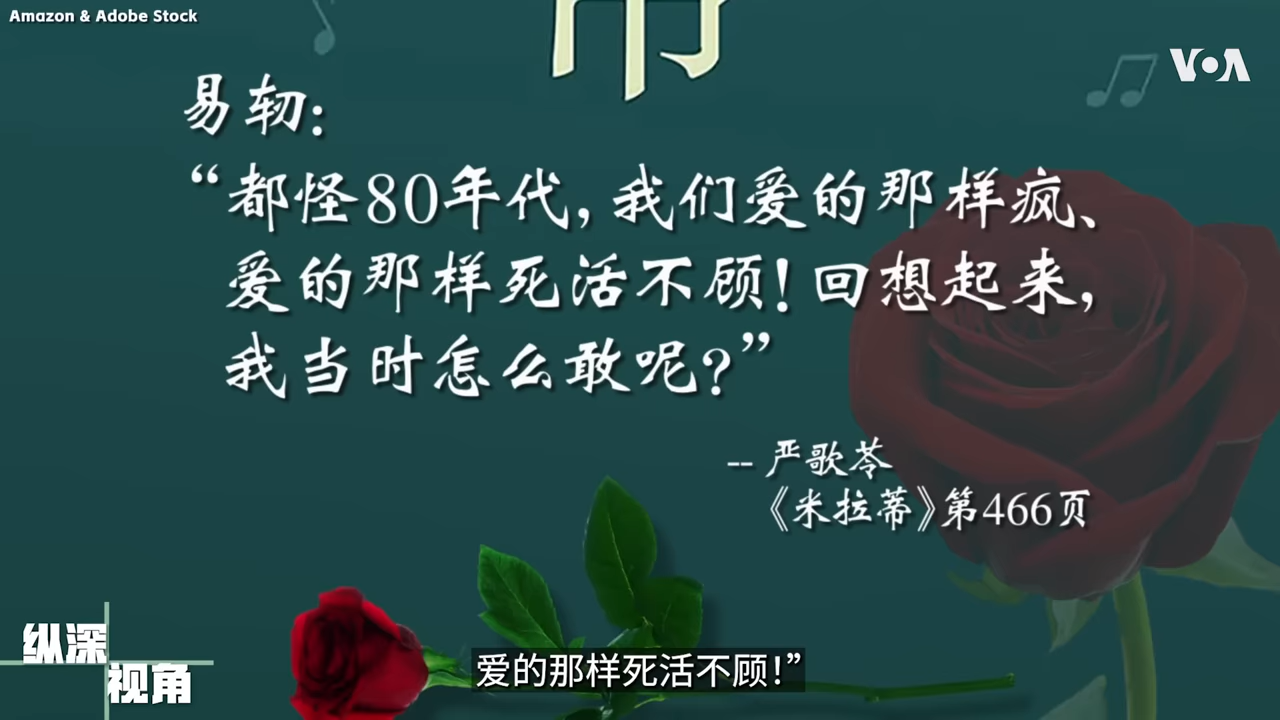 Amazon & Adobe Stock
VOA
易轫:
“都怪80年代, 我们爱的那样疯、
爱的那样死活不顾! 回想起来,
我当时怎么敢呢?”
-- 严歌苓
《米拉蒂》第466页
纵深
视角
爱的那样死活不顾!”